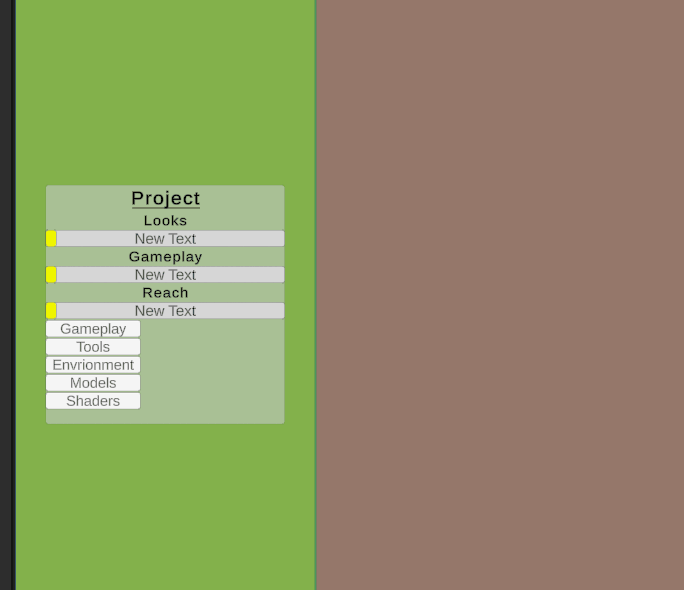 Project
Looks
New Text
Gameplay
New Text
Reach
New Text
Gameplay
Tools
Envrionment
Models
Shaders